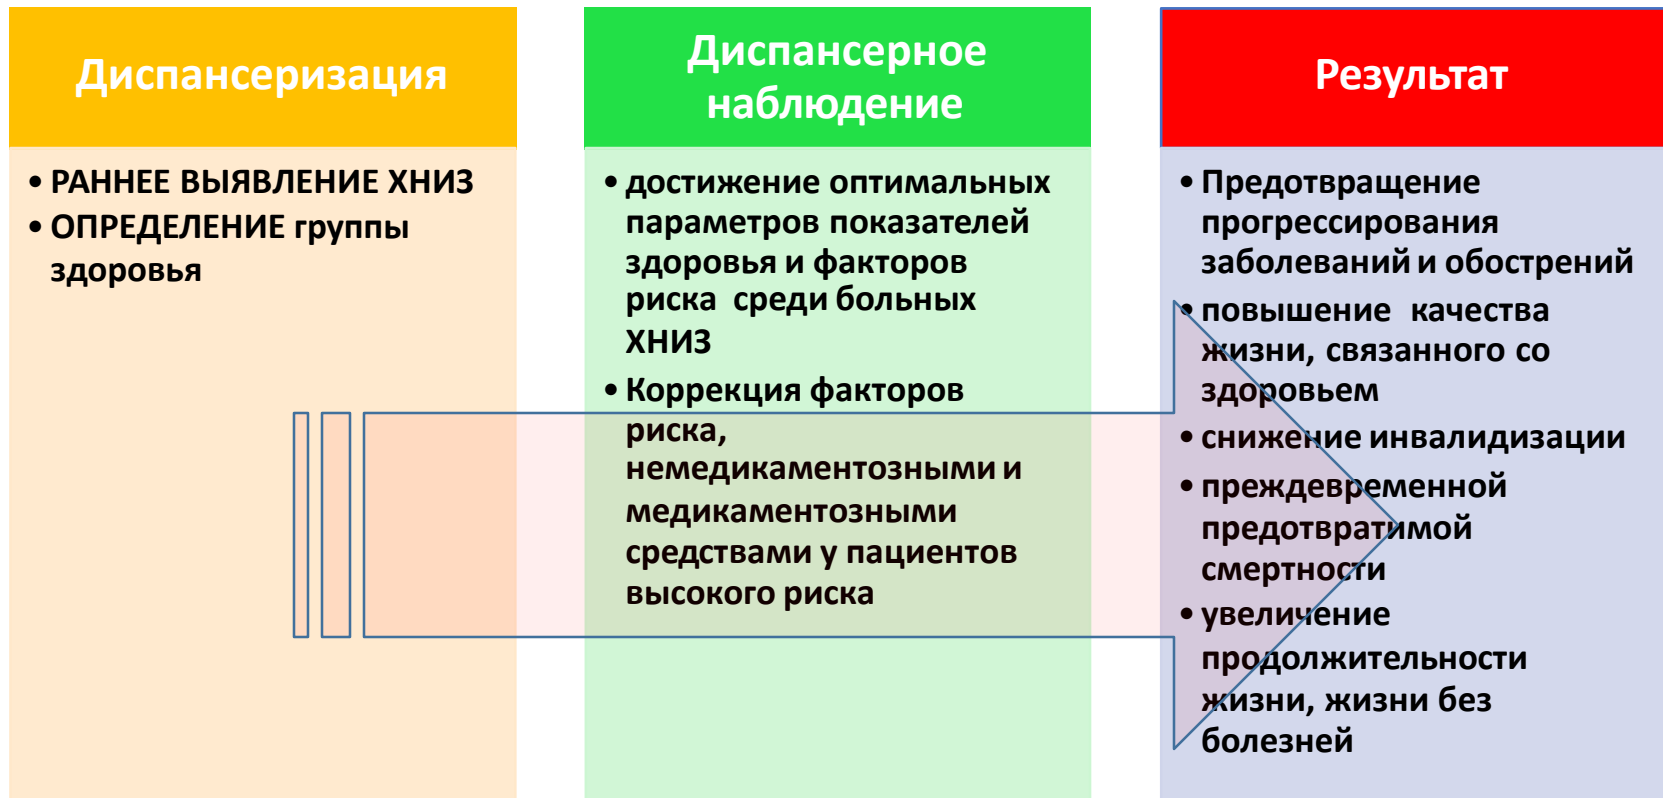 Диспансеризация
• РАННЕЕ ВЫЯВЛЕНИЕ ХНИЗ
• ОПРЕДЕЛЕНИЕ группы
здоровья
Диспансерное
наблюдение
• достижение оптимальных
параметров показателей
здоровья и факторов
риска среди больных
ХНИЗ
• Коррекция факторов
риска,
немедикаментозными и
медикаментозными
средствами у пациентов
высокого риска
Результат
• Предотвращение
прогрессирования
заболеваний и обострений
• повышение качества
жизни, связанного со
здоровьем
• снижение инвалидизации
• преждевременной
предотвратимой
смертности
• увеличение
продолжительности
жизни, жизни без
болезней